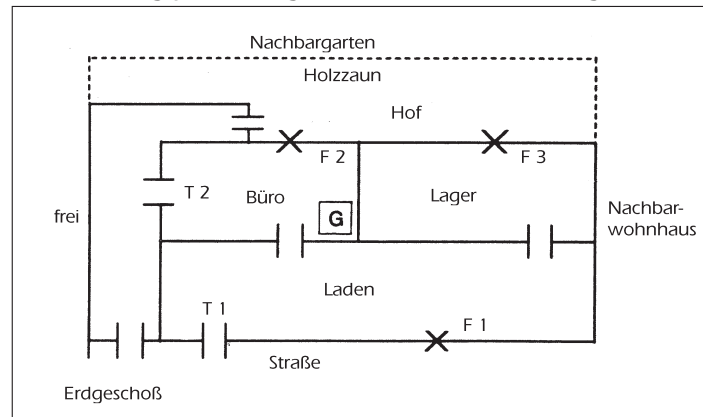 Nachbargarten
Holzzaun
Hof
F 2
F 3
T 2
Büro
Lager
frei
G
Nachbar-
wohnhaus
Laden
T 1
F 1
Straße
Erdgeschoß